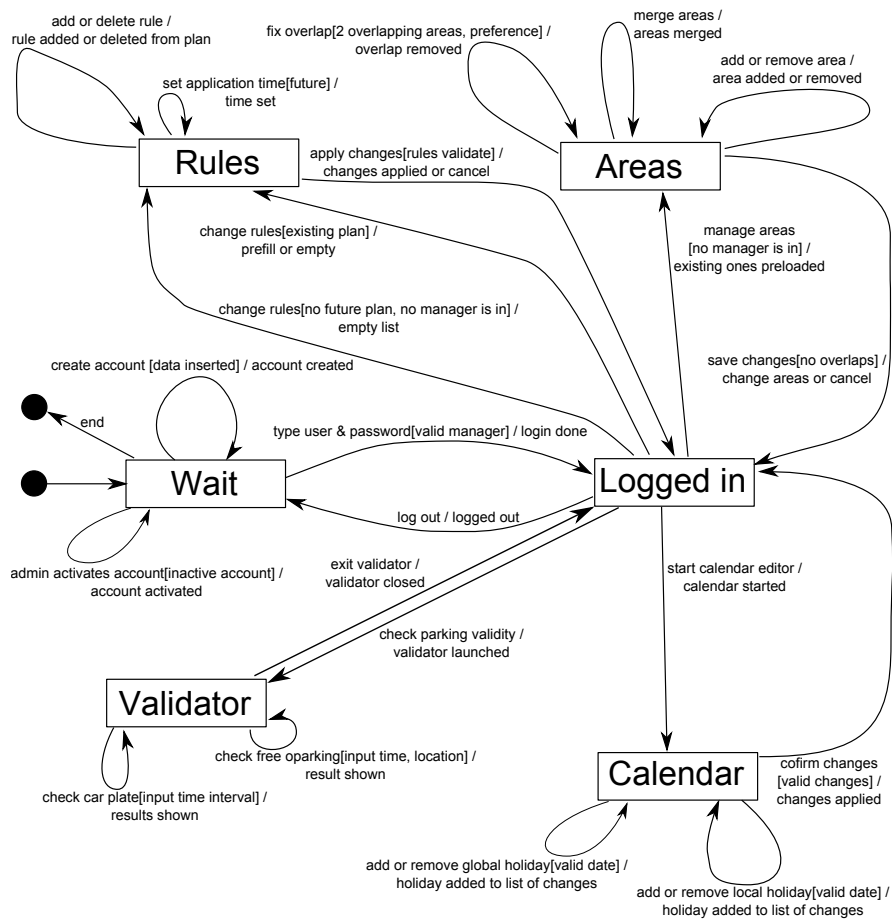 add or delete rule /
rule added or deleted from plan
set application time[future] /
time set
Rules
fix overlap[2 overlapping areas, preference] /
overlap removed
merge areas /
areas merged
add or remove area /
area added or removed
Areas
apply changes[rules validate] /
changes applied or cancel
change rules[existing plan] /
prefill or empty
manage areas
[no manager is in] /
existing ones preloaded
change rules[no future plan, no manager is in] /
empty list
save changes[no overlaps] /
change areas or cancel
create account [data inserted] / account created
end
type user & password[valid manager] / login done
Wait
Logged in
log out / logged out
admin activates account[inactive account] /
account activated
exit validator /
validator closed
start calendar editor /
calendar started
check parking validity /
validator launched
Validator
check free oparking[input time, location] /
result shown
check car plate[input time interval] /
results shown
Calendar
cofirm changes
[valid changes] /
changes applied
add or remove global holiday[valid date] /
holiday added to list of changes
add or remove local holiday[valid date] /
holiday added to list of changes